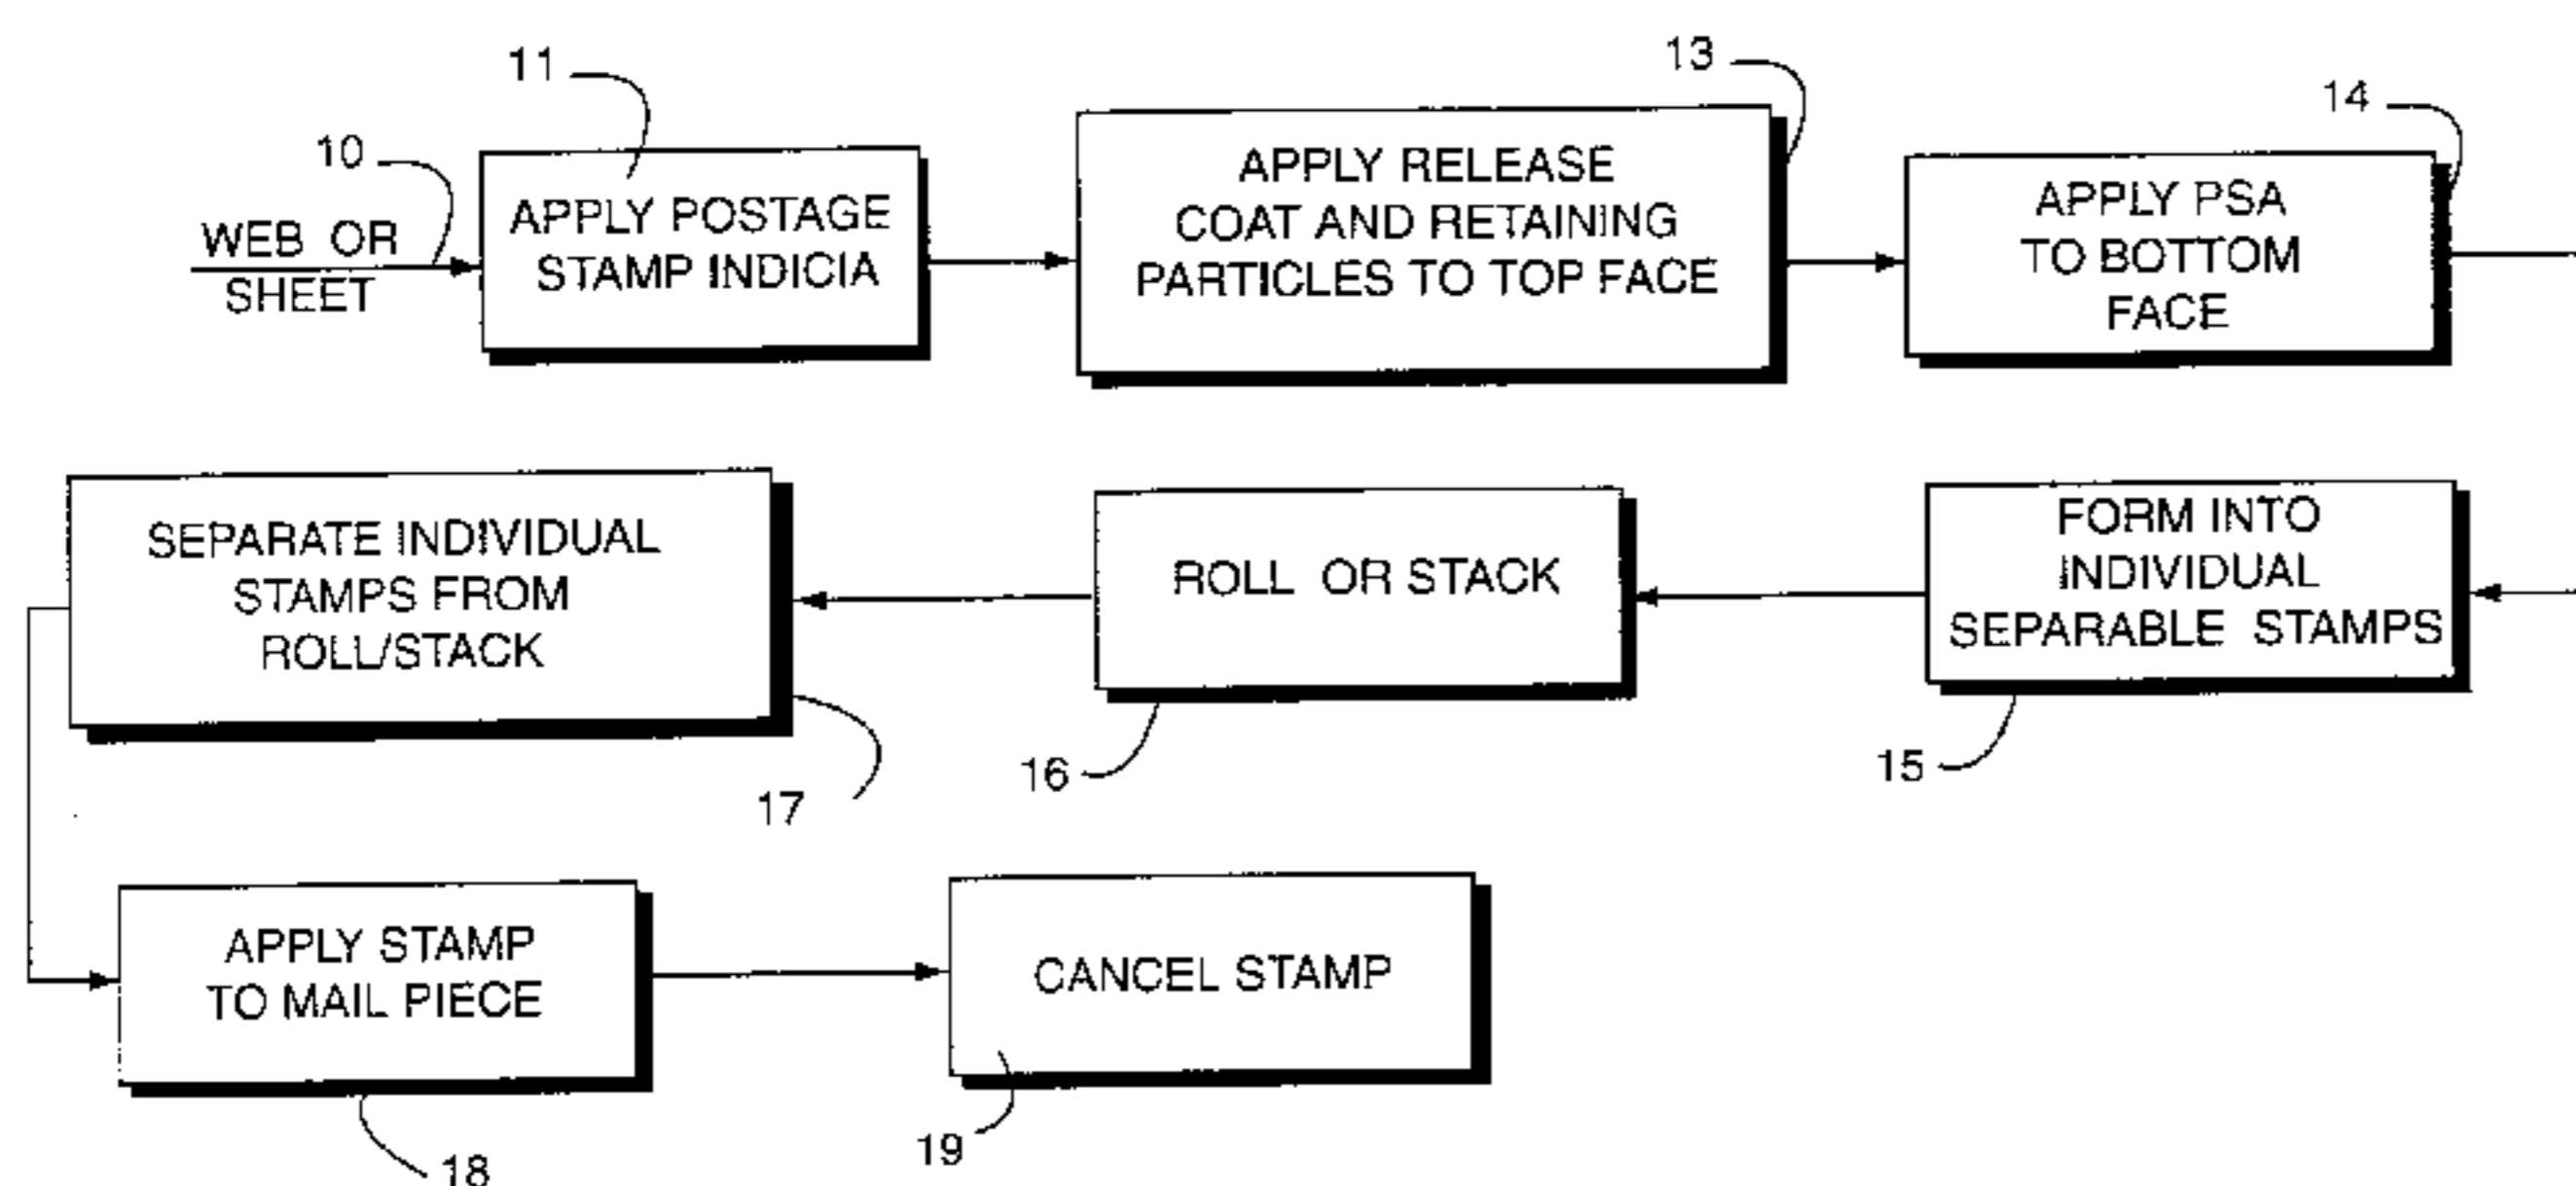 10
WEB OR
SHEET
11
APPLY POSTAGE
STAMP INDICIA
13
APPLY RELEASE
COAT AND RETAINING
PARTICLES TO TOP FACE
14
APPLY PSA
TO BOTTOM
FACE
FORM INTO
INDIVIDUAL
SEPARABLE STAMPS
15
ROLL OR STACK
16
SEPARATE INDIVIDUAL
STAMPS FROM
ROLL/STACK
17
APPLY STAMP
TO MAIL PIECE
18
CANCEL STAMP
19